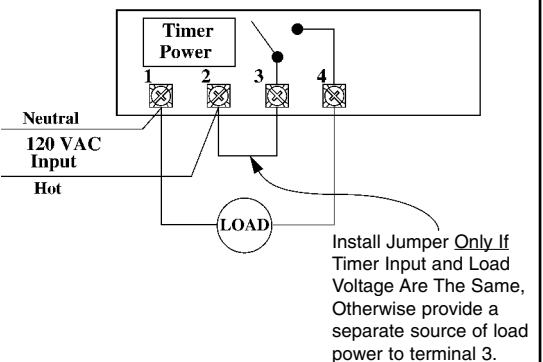 Timer
Power
1 2 3 4
Neutral
120 VAC
Input
Hot
LOAD
Install Jumper Only If
Timer Input and Load
Voltage Are The Same,
Otherwise provide a
separate source of load
power to terminal 3.